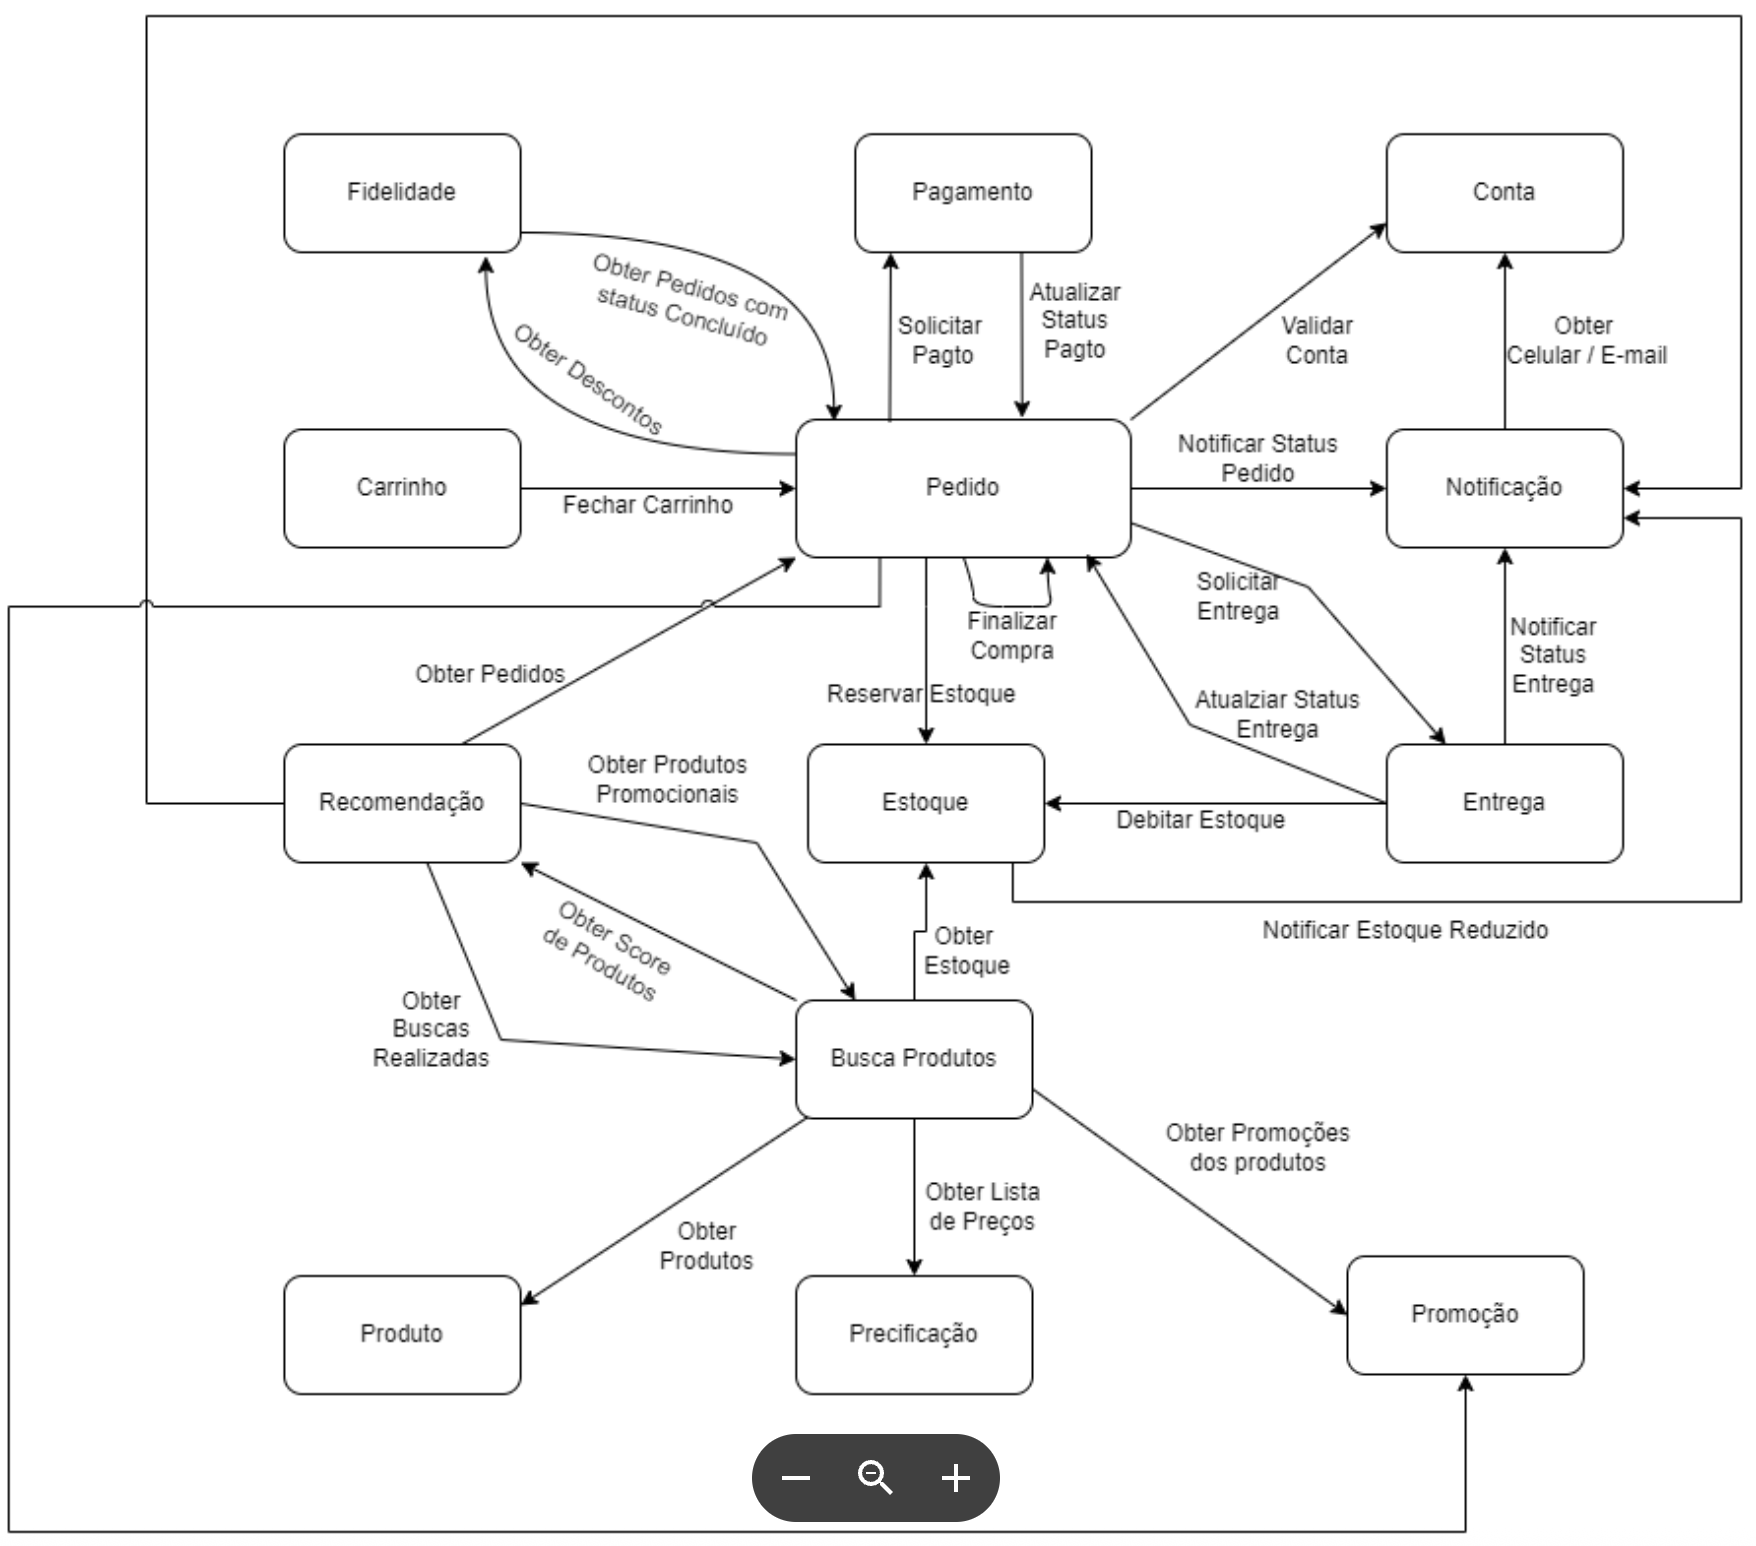 Fidelidade
Pagamento
Conta
Obter Pedidos com
status Concluído
Obter Descontos
Solicitar
Pagto
Atualizar
Status
Pagto
Validar
Conta
Obter
Celular / E-mail
Carrinho
Fechar Carrinho
Pedido
Notificar Status
Pedido
Notificação
Finalizar
Compra
Solicitar
Entrega
Notificar
Status
Entrega
Obter Pedidos
Reservar Estoque
Atualziar Status
Entrega
Recomendação
Obter Produtos
Promocionais
Estoque
Debitar Estoque
Entrega
Obter Score
de Produtos
Obter
Estoque
Notificar Estoque Reduzido
Obter
Buscas
Realizadas
Busca Produtos
Obter Promoções
dos produtos
Obter Lista
de Preços
Obter
Produtos
Produto
Precificação
Promoção